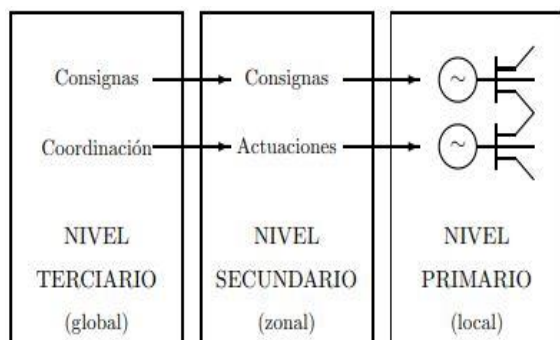 Consignas
Coordinación
NIVEL
TERCIARIO
(global)
Consignas
Actuaciones
NIVEL
SECUNDARIO
(zonal)
~
~
NIVEL
PRIMARIO
(local)